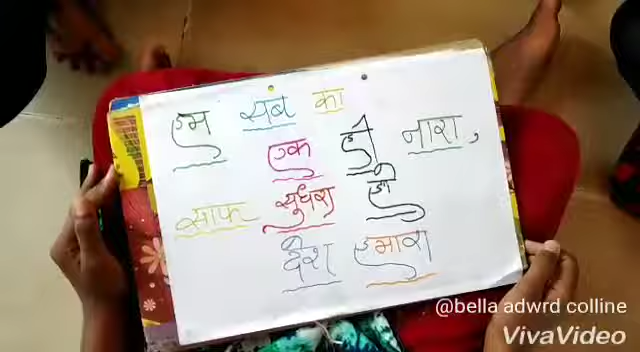 हम सब का
एक ही नारा,
साफ सुथरा हो
देश हमारा
@bella adwrd colline
VivaVideo